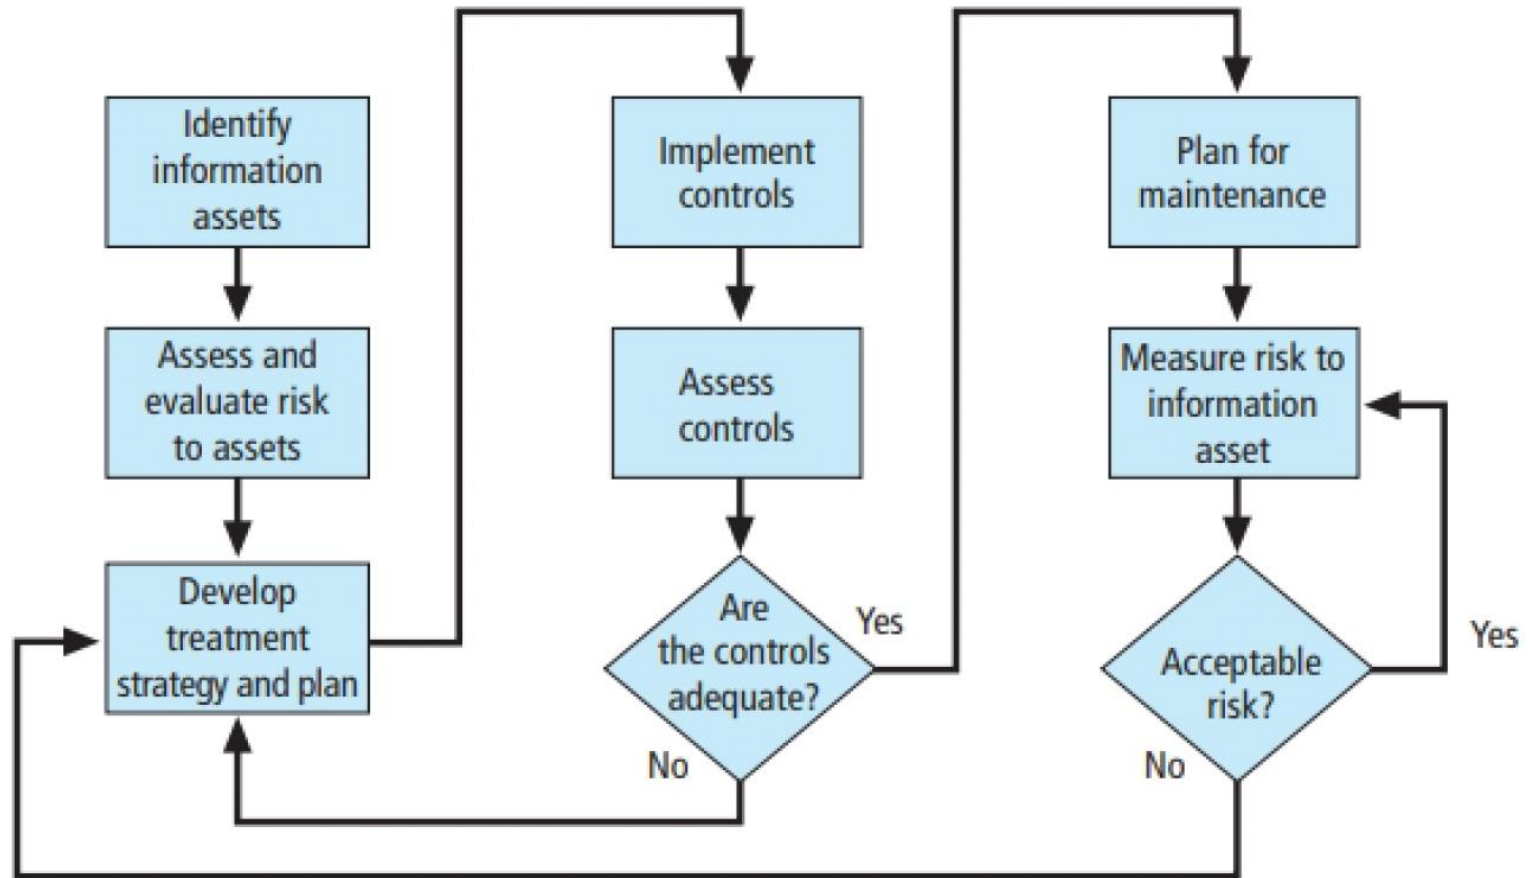 Identify
information
assets
Assess and
evaluate risk
to assets
Develop
treatment
strategy and plan
Implement
controls
Assess
controls
Are
the controls
adequate?
Yes
No
Plan for
maintenance
Measure risk to
information
asset
Acceptable
risk?
Yes
No